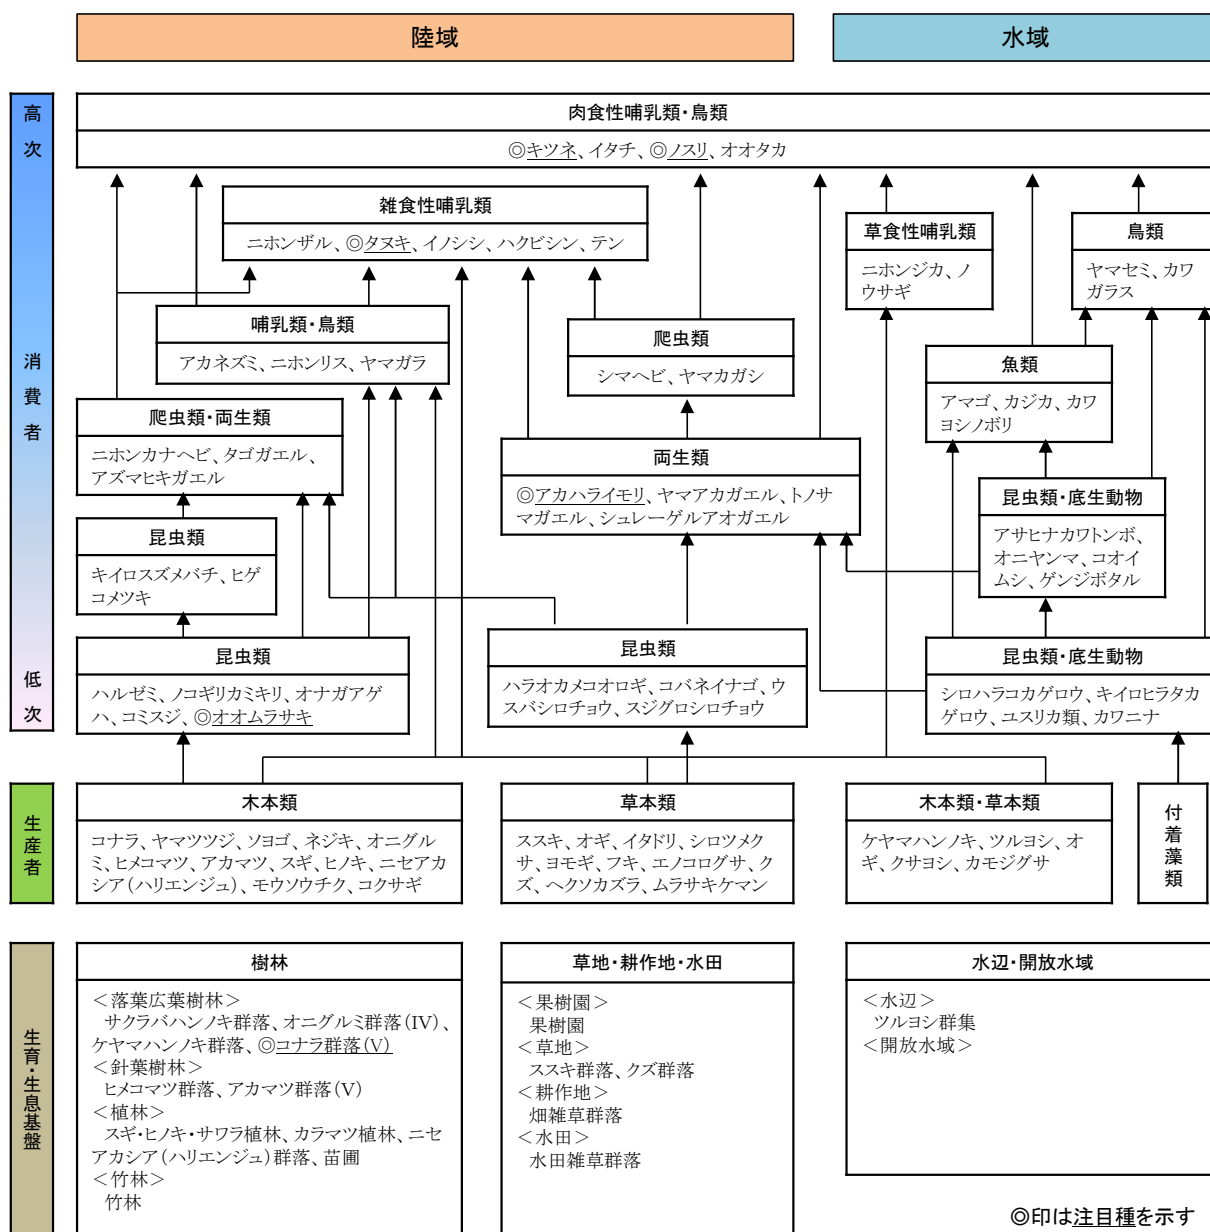 陸域
水域
高次
消費者
低次
肉食性哺乳類・鳥類
◎キツネ、イタチ、◎ノスリ、オオタカ
雑食性哺乳類
ニホンザル、◎タヌキ、イノシシ、ハクビシン、テン
草食性哺乳類
ニホンジカ、ノ
ウサギ
鳥類
ヤマセミ、カワ
ガラス
哺乳類・鳥類
アカネズミ、ニホンリス、ヤマガラ
爬虫類
シマヘビ、ヤマカガシ
魚類
アマゴ、カジカ、カワ
ヨシノボリ
爬虫類・両生類
ニホンカナヘビ、タゴガエル、
アズマヒキガエル
両生類
◎アカハライモリ、ヤマアカガエル、トノサ
マガエル、シュレーゲルアオガエル
昆虫類・底生動物
アサヒナカワトンボ、
オニヤンマ、コオイ
ムシ、ゲンジボタル
昆虫類
キイロスズメバチ、ヒゲ
コメツキ
昆虫類
ハルゼミ、ノコギリカミキリ、オナガアゲ
ハ、コミスジ、◎オオムラサキ
昆虫類
ハラオカメコオロギ、コバネイナゴ、ウ
スバシロチョウ、スジグロシロチョウ
昆虫類・底生動物
シロハラコカゲロウ、キイロヒラタカ
ゲロウ、ユスリカ類、カワニナ
生産者
木本類
コナラ、ヤマツツジ、ソヨゴ、ネジキ、オニグル
ミ、ヒメコマツ、アカマツ、スギ、ヒノキ、ニセアカ
シア(ハリエンジュ)、モウソウチク、コクサギ
草本類
ススキ、オギ、イタドリ、シロツメク
サ、ヨモギ、フキ、エノコログサ、ク
ズ、ヘクソカズラ、ムラサキケマン
木本類・草本類
ケヤマハンノキ、ツルヨシ、オ
ギ、クサヨシ、カモジグサ
付着藻類
生育・生息基盤
樹林
<落葉広葉樹林>
サクラバハンノキ群落、オニグルミ群落(Ⅳ)、
ケヤマハンノキ群落、◎コナラ群落(Ⅴ)
<針葉樹林>
ヒメコマツ群落、アカマツ群落(Ⅴ)
<植林>
スギ・ヒノキ・サワラ植林、カラマツ植林、ニセ
アカシア(ハリエンジュ)群落、苗圃
<竹林>
竹林
草地・耕作地・水田
<果樹園>
果樹園
<草地>
ススキ群落、クズ群落
<耕作地>
畑雑草群落
<水田>
水田雑草群落
水辺・開放水域
<水辺>
ツルヨシ群集
<開放水域>
◎印は注目種を示す